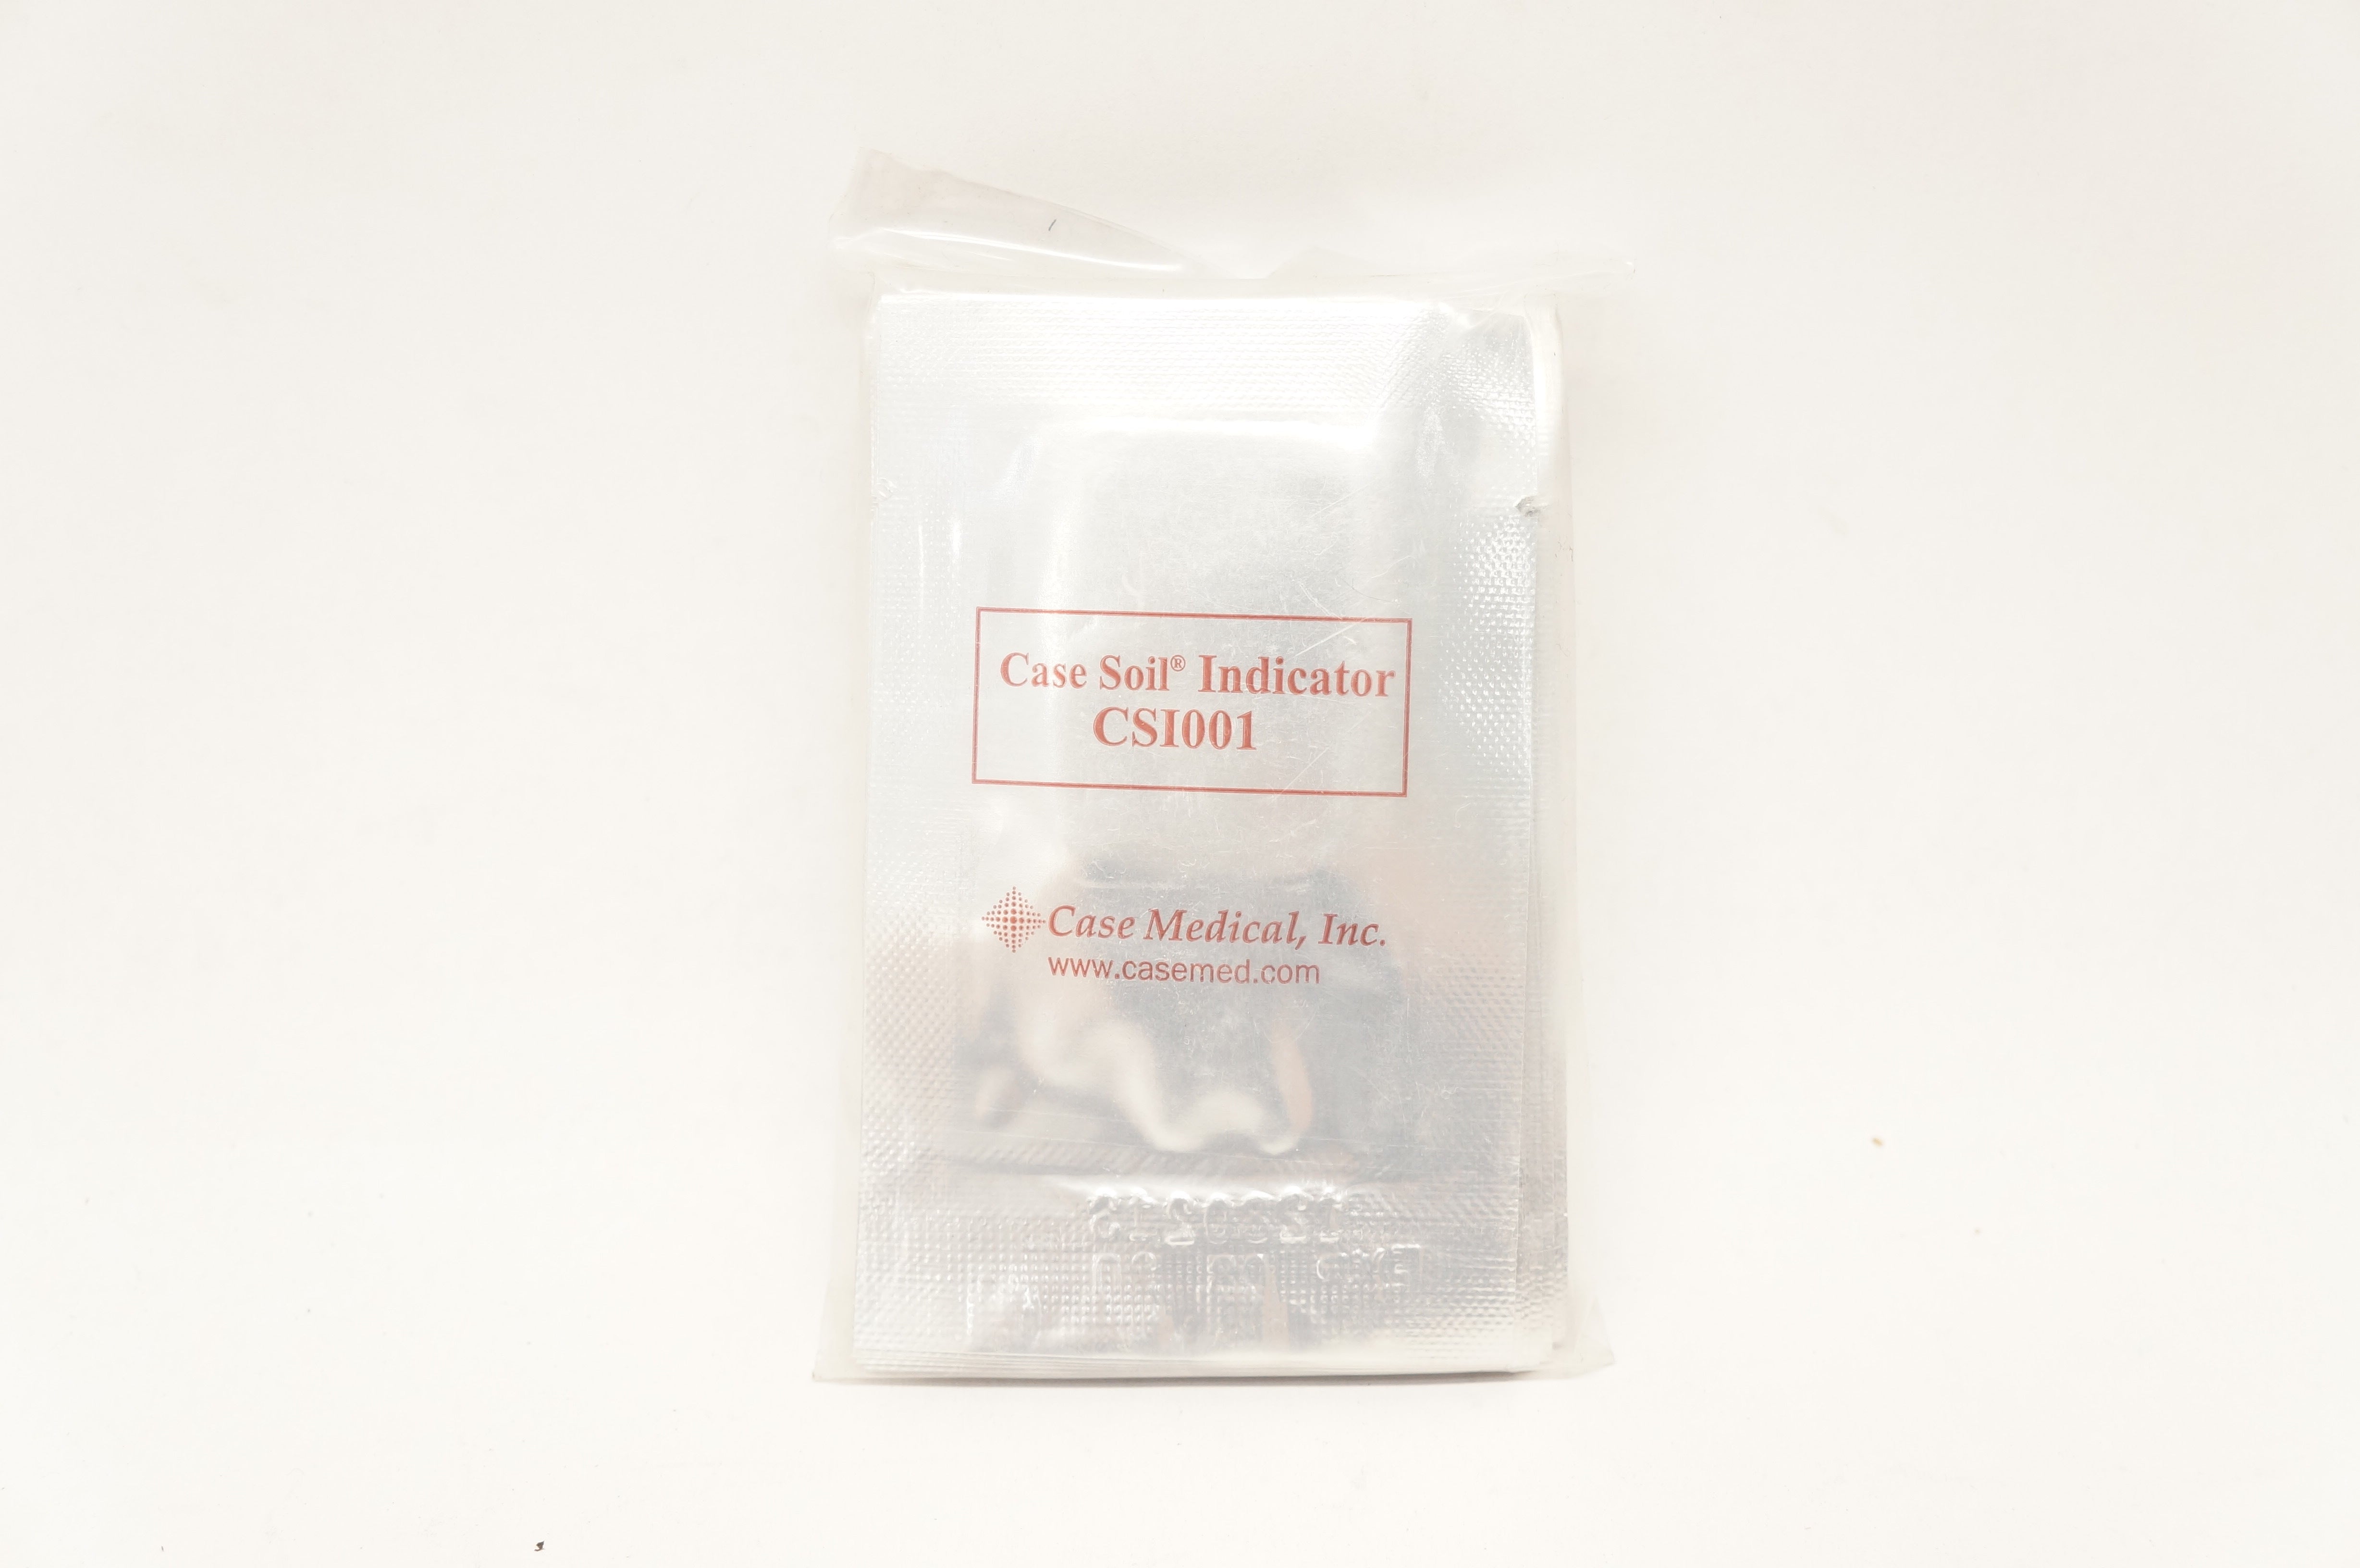 Case Soil® Indicator
CSI001
Case Medical, Inc.
www.casemed.com